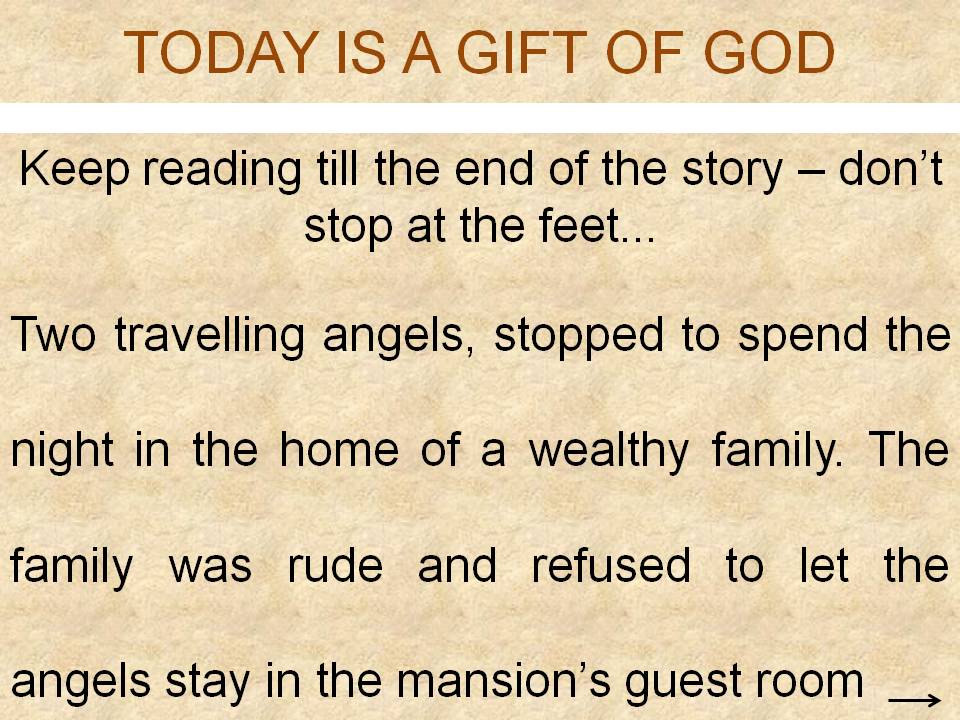 TODAY IS A GIFT OF GOD
Keep reading till the end of the story – don’t
stop at the feet...
Two travelling angels, stopped to spend the
night in the home of a wealthy family. The
family was rude and refused to let the
angels stay in the mansion’s guest room